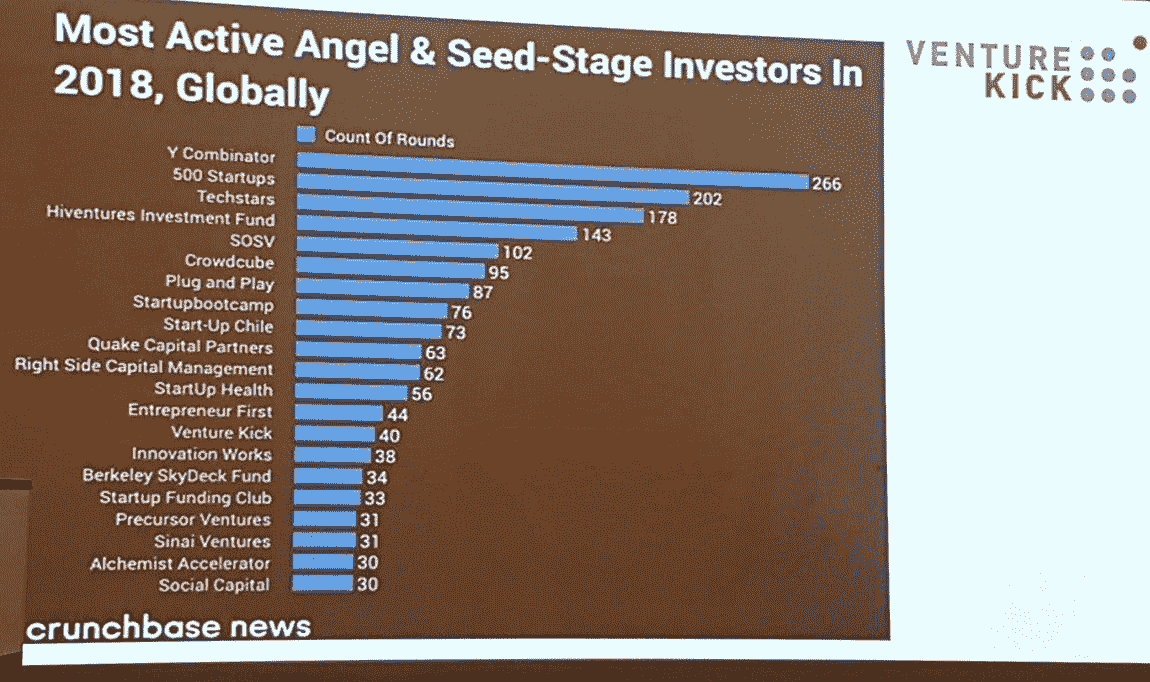 Most Active Angel & Seed-Stage Investors In
2018, Globally
VENTURE
KICK
Count Of Rounds
Y Combinator 266
500 Startups 202
Techstars 178
Hiventures Investment Fund 143
SOSV 102
Crowdcube 95
Plug and Play 87
Startupbootcamp 76
Start-Up Chile 73
Quake Capital Partners 63
Right Side Capital Management 62
StartUp Health 56
Entrepreneur First 44
Venture Kick 40
Innovation Works 38
Berkeley SkyDeck Fund 34
Startup Funding Club 33
Precursor Ventures 31
Sinai Ventures 31
Alchemist Accelerator 30
Social Capital 30
crunchbase news